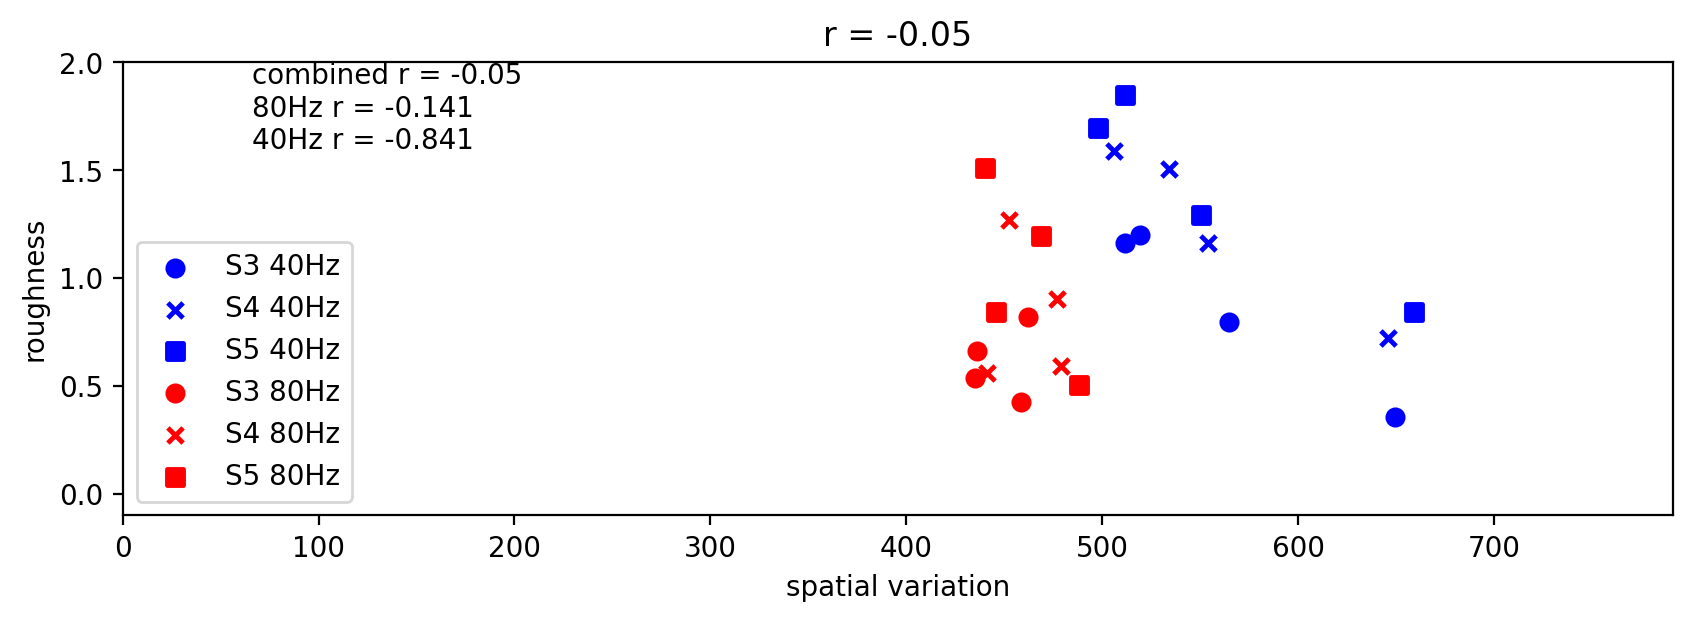 r = -0.05
combined r = -0.05
80Hz r = -0.141
40Hz r = -0.841
2.0
1.5
1.0
0.5
0.0
roughness
S3 40Hz
S4 40Hz
S5 40Hz
S3 80Hz
S4 80Hz
S5 80Hz
0 100 200 300 400 500 600 700
spatial variation